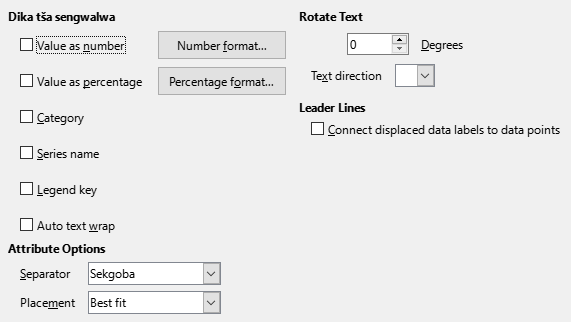 Dika tša sengwalwa
Value as number
Number format...
Value as percentage
Percentage format...
Category
Series name
Legend key
Auto text wrap
Attribute Options
Separator
Sekgoba
Placement
Best fit
Rotate Text
0
Degrees
Text direction
Leader Lines
Connect displaced data labels to data points